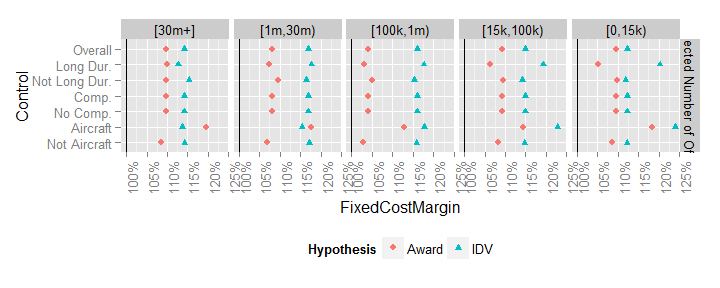 [30m+] [1m,30m) [100k,1m) [15k,100k) [0,15k)
Control
Overall
Long Dur.
Not Long Dur.
Comp.
No Comp.
Aircraft
Not Aircraft
ected Number of Of
100% 105% 110% 115% 120% 125% 100% 105% 110% 115% 120% 125% 100% 105% 110% 115% 120% 125% 100% 105% 110% 115% 120% 125% 100% 105% 110% 115% 120% 125%
FixedCostMargin
Hypothesis Award IDV